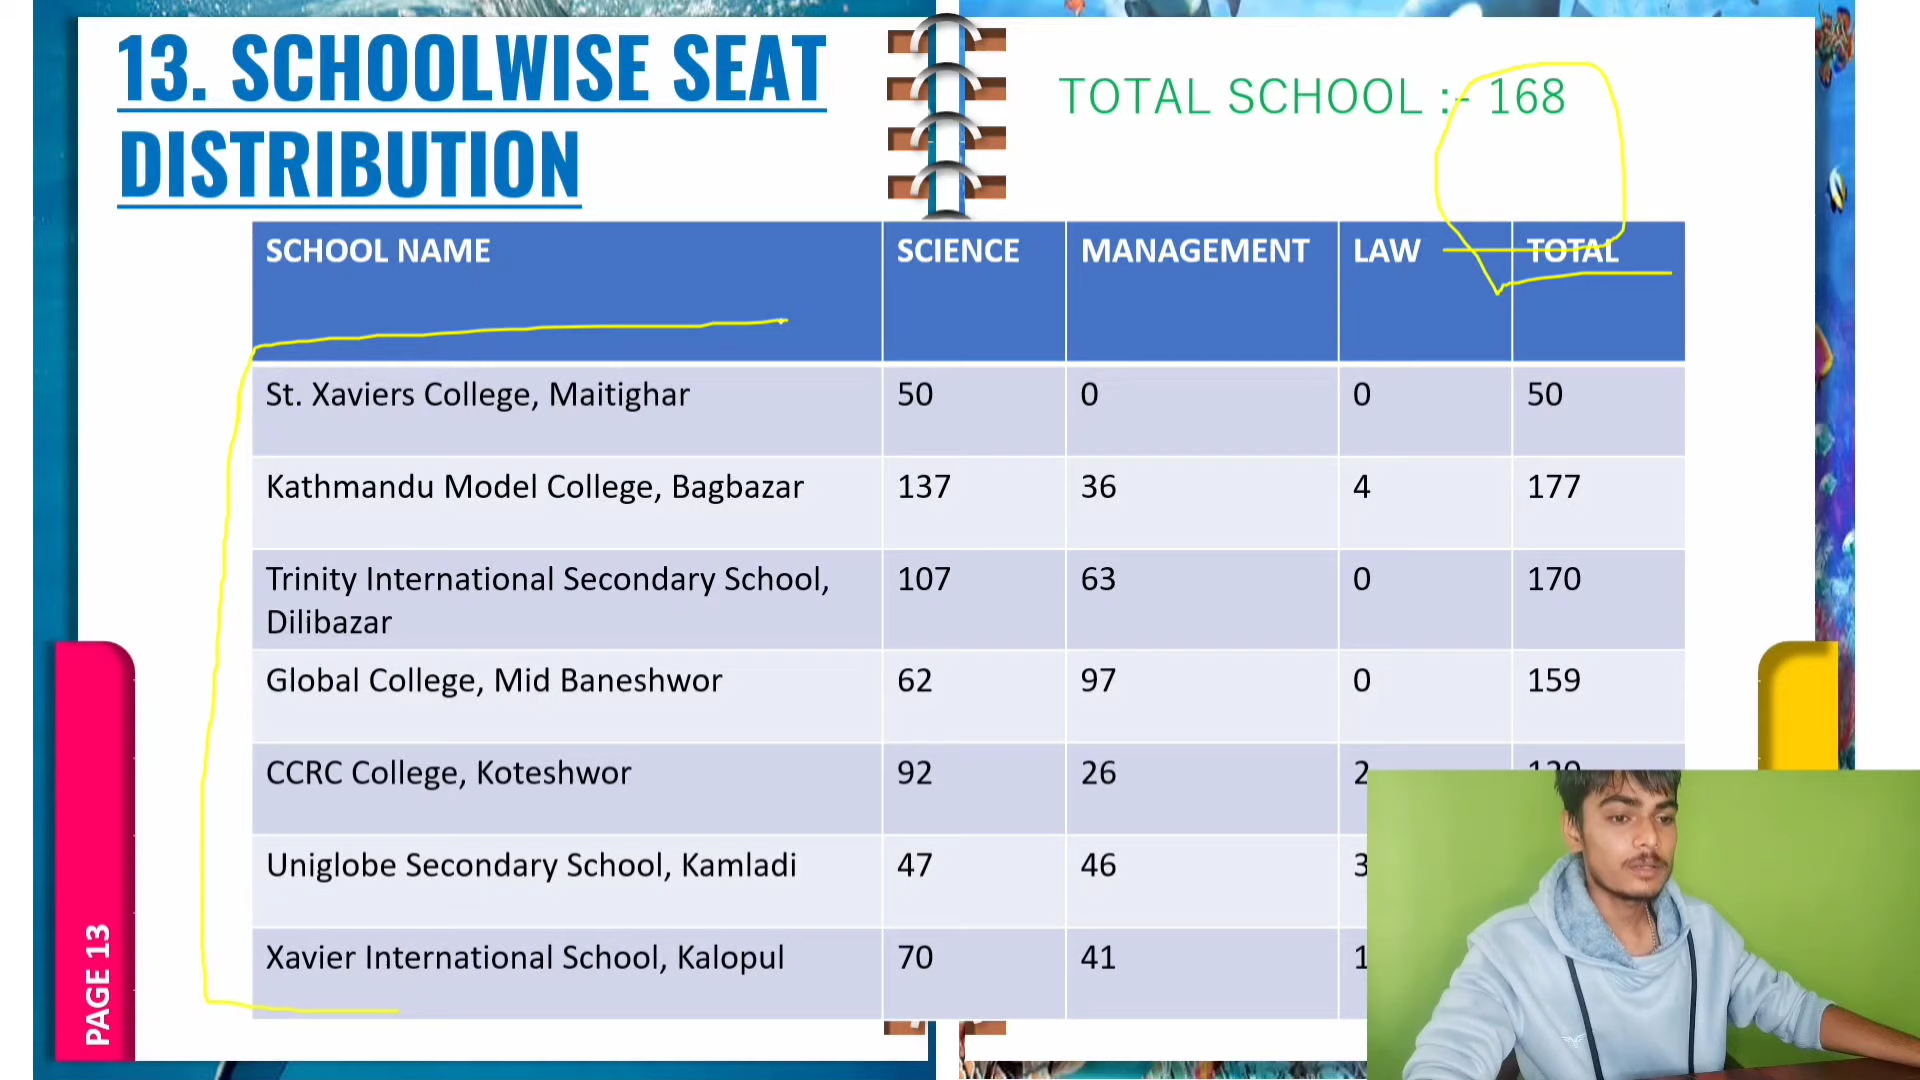 13. SCHOOLWISE SEAT
DISTRIBUTION
TOTAL SCHOOL :- 168
SCHOOL NAME SCIENCE MANAGEMENT LAW TOTAL
St. Xaviers College, Maitighar 50 0 0 50
Kathmandu Model College, Bagbazar 137 36 4 177
Trinity International Secondary School, 107 63 0 170
Dilibazar
Global College, Mid Baneshwor 62 97 0 159
CCRC College, Koteshwor 92 26 2
Uniglobe Secondary School, Kamladi 47 46 3
Xavier International School, Kalopul 70 41 1
PAGE 13